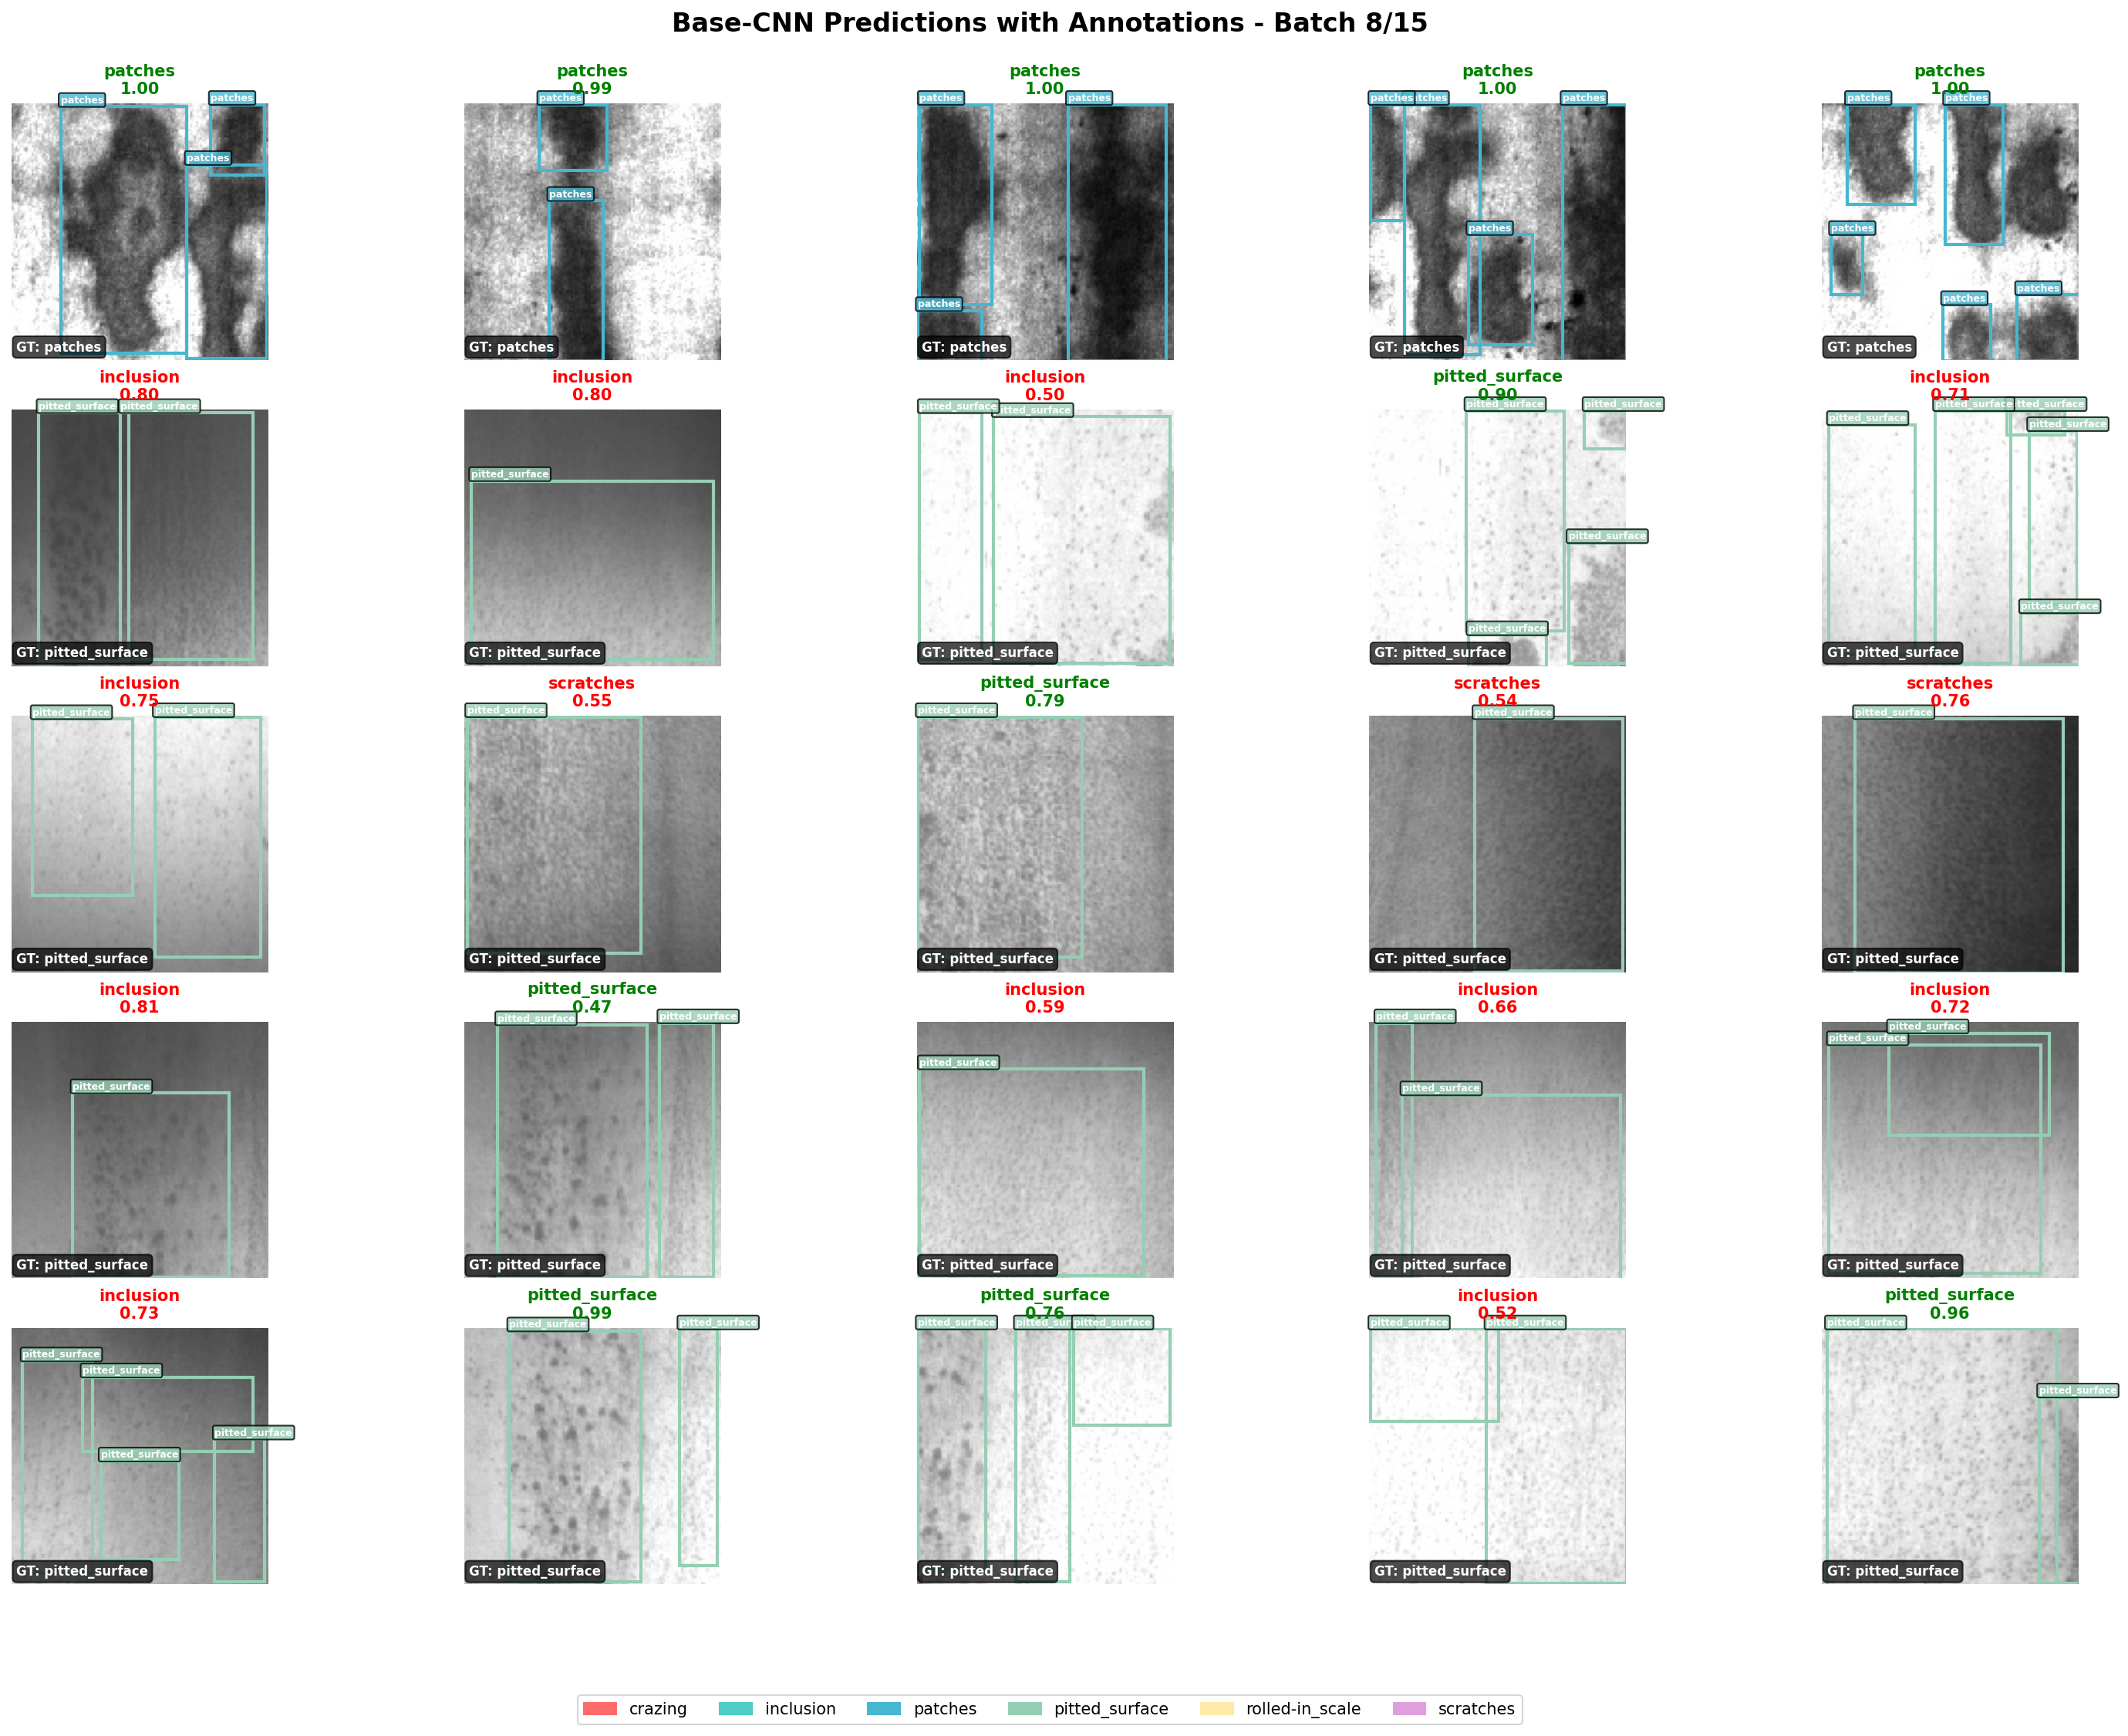 Base-CNN Predictions with Annotations - Batch 8/15
patches
1.00
patches
patches
patches
GT: patches
patches
0.99
patches
patches
GT: patches
patches
1.00
patches
patches
patches
GT: patches
patches
1.00
patches
patches
patches
patches
GT: patches
patches
1.00
patches
patches
patches
patches
patches
GT: patches
inclusion
0.80
pitted_surface
pitted_surface
GT: pitted_surface
inclusion
0.80
pitted_surface
GT: pitted_surface
inclusion
0.50
pitted_surface
pitted_surface
GT: pitted_surface
pitted_surface
0.90
pitted_surface
pitted_surface
pitted_surface
pitted_surface
GT: pitted_surface
inclusion
0.71
pitted_surface
pitted_surface
pitted_surface
pitted_surface
pitted_surface
GT: pitted_surface
inclusion
0.75
pitted_surface
pitted_surface
GT: pitted_surface
scratches
0.55
pitted_surface
GT: pitted_surface
pitted_surface
0.79
pitted_surface
GT: pitted_surface
scratches
0.54
pitted_surface
GT: pitted_surface
scratches
0.76
pitted_surface
GT: pitted_surface
inclusion
0.81
pitted_surface
GT: pitted_surface
pitted_surface
0.47
pitted_surface
pitted_surface
GT: pitted_surface
inclusion
0.59
pitted_surface
GT: pitted_surface
inclusion
0.66
pitted_surface
pitted_surface
GT: pitted_surface
inclusion
0.72
pitted_surface
pitted_surface
GT: pitted_surface
inclusion
0.73
pitted_surface
pitted_surface
pitted_surface
pitted_surface
GT: pitted_surface
pitted_surface
0.99
pitted_surface
pitted_surface
GT: pitted_surface
pitted_surface
0.76
pitted_surface
pitted_surface
pitted_surface
GT: pitted_surface
inclusion
0.52
pitted_surface
pitted_surface
GT: pitted_surface
pitted_surface
0.96
pitted_surface
pitted_surface
GT: pitted_surface
crazing
inclusion
patches
pitted_surface
rolled-in_scale
scratches